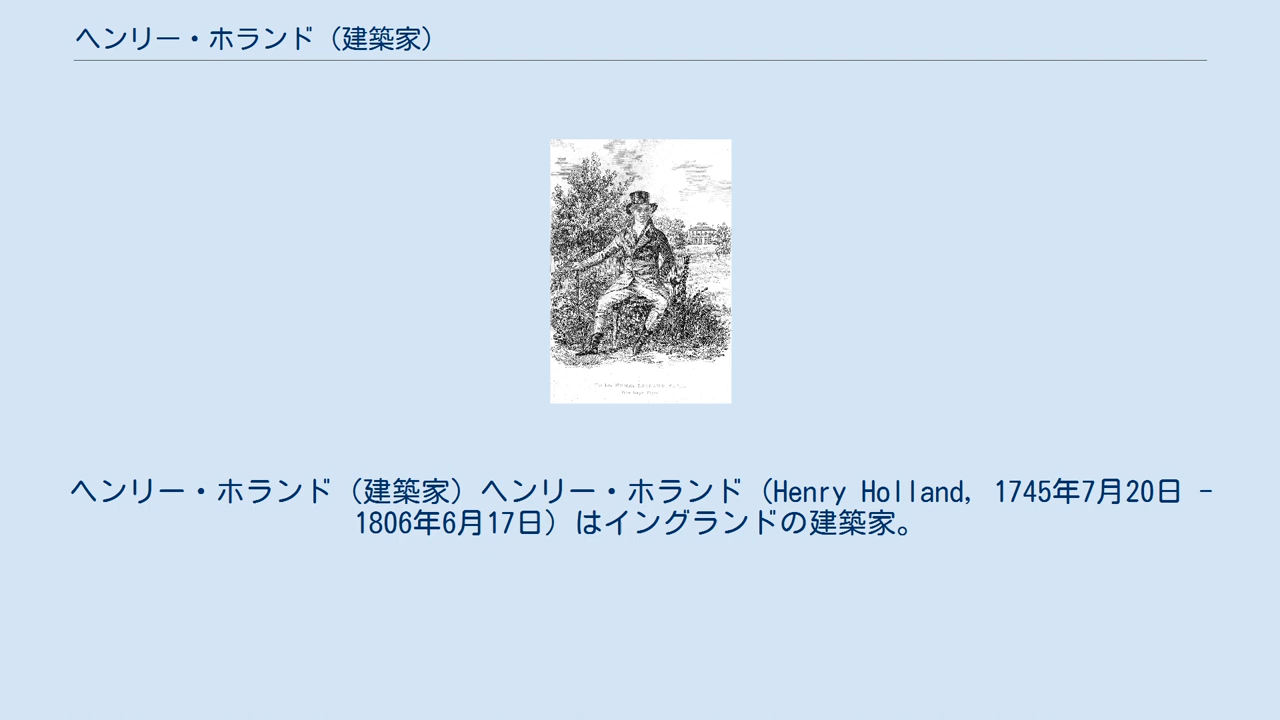 ヘンリー・ホランド（建築家）
ヘンリー・ホランド（建築家）ヘンリー・ホランド（Henry Holland, 1745年7月20日 -
1806年6月17日）はイングランドの建築家。